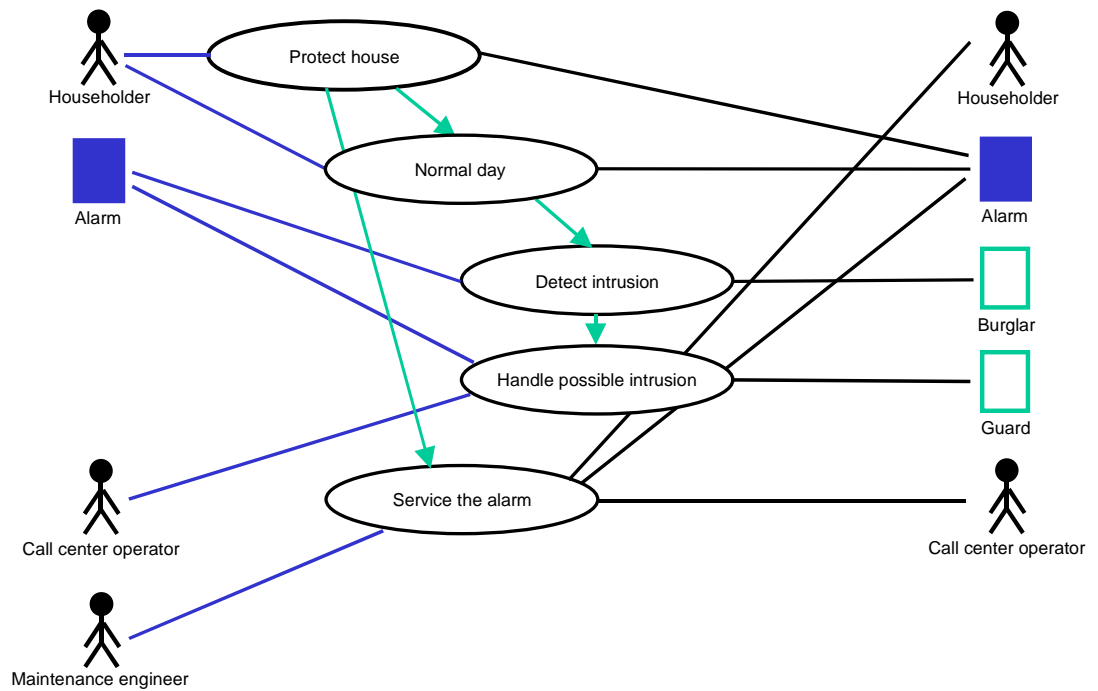 Protect house
Householder
Householder
Normal day
Alarm
Alarm
Detect intrusion
Burglar
Handle possible intrusion
Guard
Service the alarm
Call center operator
Call center operator
Maintenance engineer